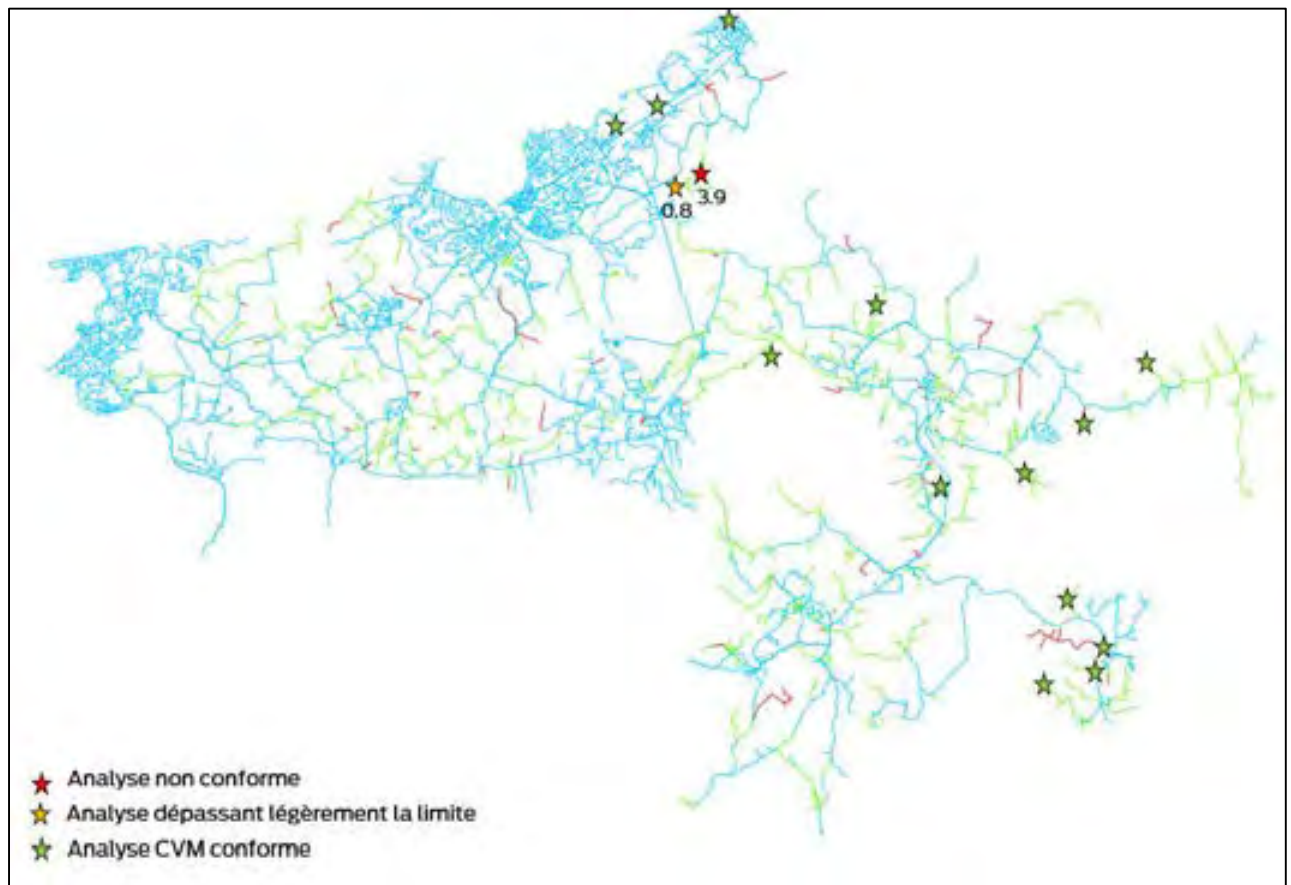 3.9
0.8
Analyse non conforme
Analyse dépassant légèrement la limite
Analyse CVM conforme